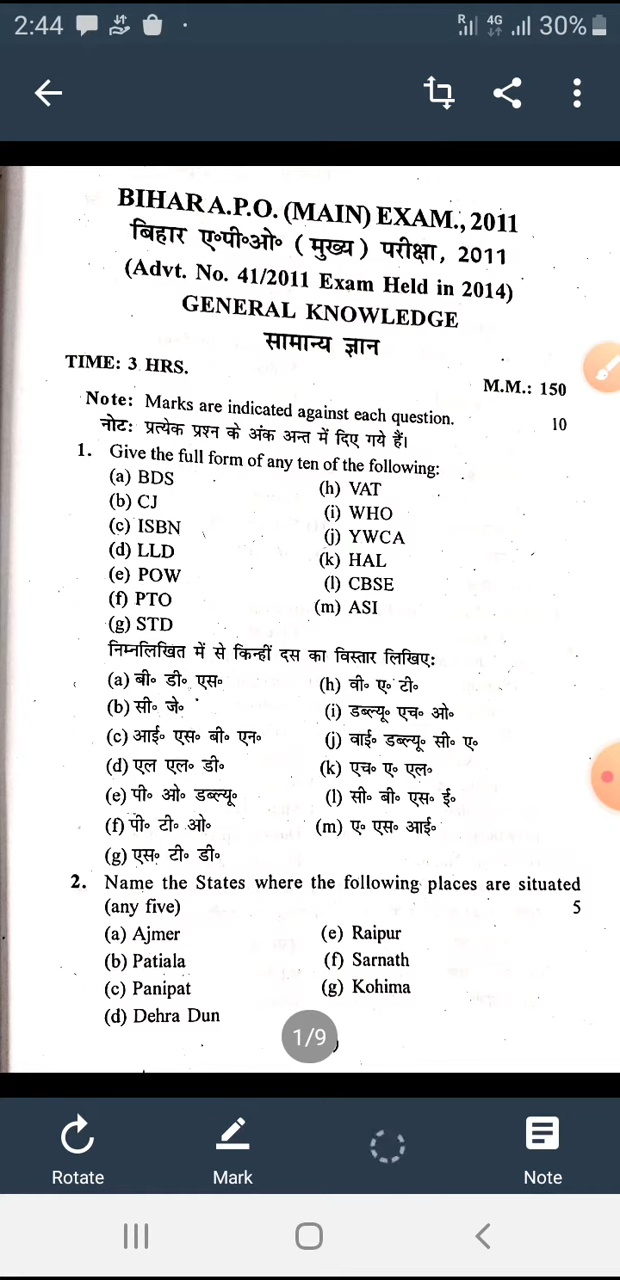 2:44
R 4G 30%
BIHAR A.P.O. (MAIN) EXAM., 2011
बिहार ए॰पी॰ओ॰ (मुख्य) परीक्षा, 2011
(Advt. No. 41/2011 Exam Held in 2014)
GENERAL KNOWLEDGE
सामान्य ज्ञान
TIME: 3 HRS.
M.M.: 150
Note: Marks are indicated against each question. 10
नोट: प्रत्येक प्रश्न के अंक अन्त में दिए गये हैं।
1. Give the full form of any ten of the following:
(a) BDS (h) VAT
(b) CJ (i) WHO
(c) ISBN (j) YWCA
(d) LLD (k) HAL
(e) POW (l) CBSE
(f) PTO (m) ASI
(g) STD
निम्नलिखित में से किन्हीं दस का विस्तार लिखिए:
(a) बी॰ डी॰ एस॰ (h) वी॰ ए॰ टी॰
(b) सी॰ जे॰ (i) डब्ल्यू॰ एच॰ ओ॰
(c) आई॰ एस॰ बी॰ एन॰ (j) वाई॰ डब्ल्यू॰ सी॰ ए॰
(d) एल एल॰ डी॰ (k) एच॰ ए॰ एल॰
(e) पी॰ ओ॰ डब्ल्यू॰ (l) सी॰ बी॰ एस॰ ई॰
(f) पी॰ टी॰ ओ॰ (m) ए॰ एस॰ आई॰
(g) एस॰ टी॰ डी॰
2. Name the States where the following places are situated
(any five) 5
(a) Ajmer (e) Raipur
(b) Patiala (f) Sarnath
(c) Panipat (g) Kohima
(d) Dehra Dun
1/9
Rotate Mark Note